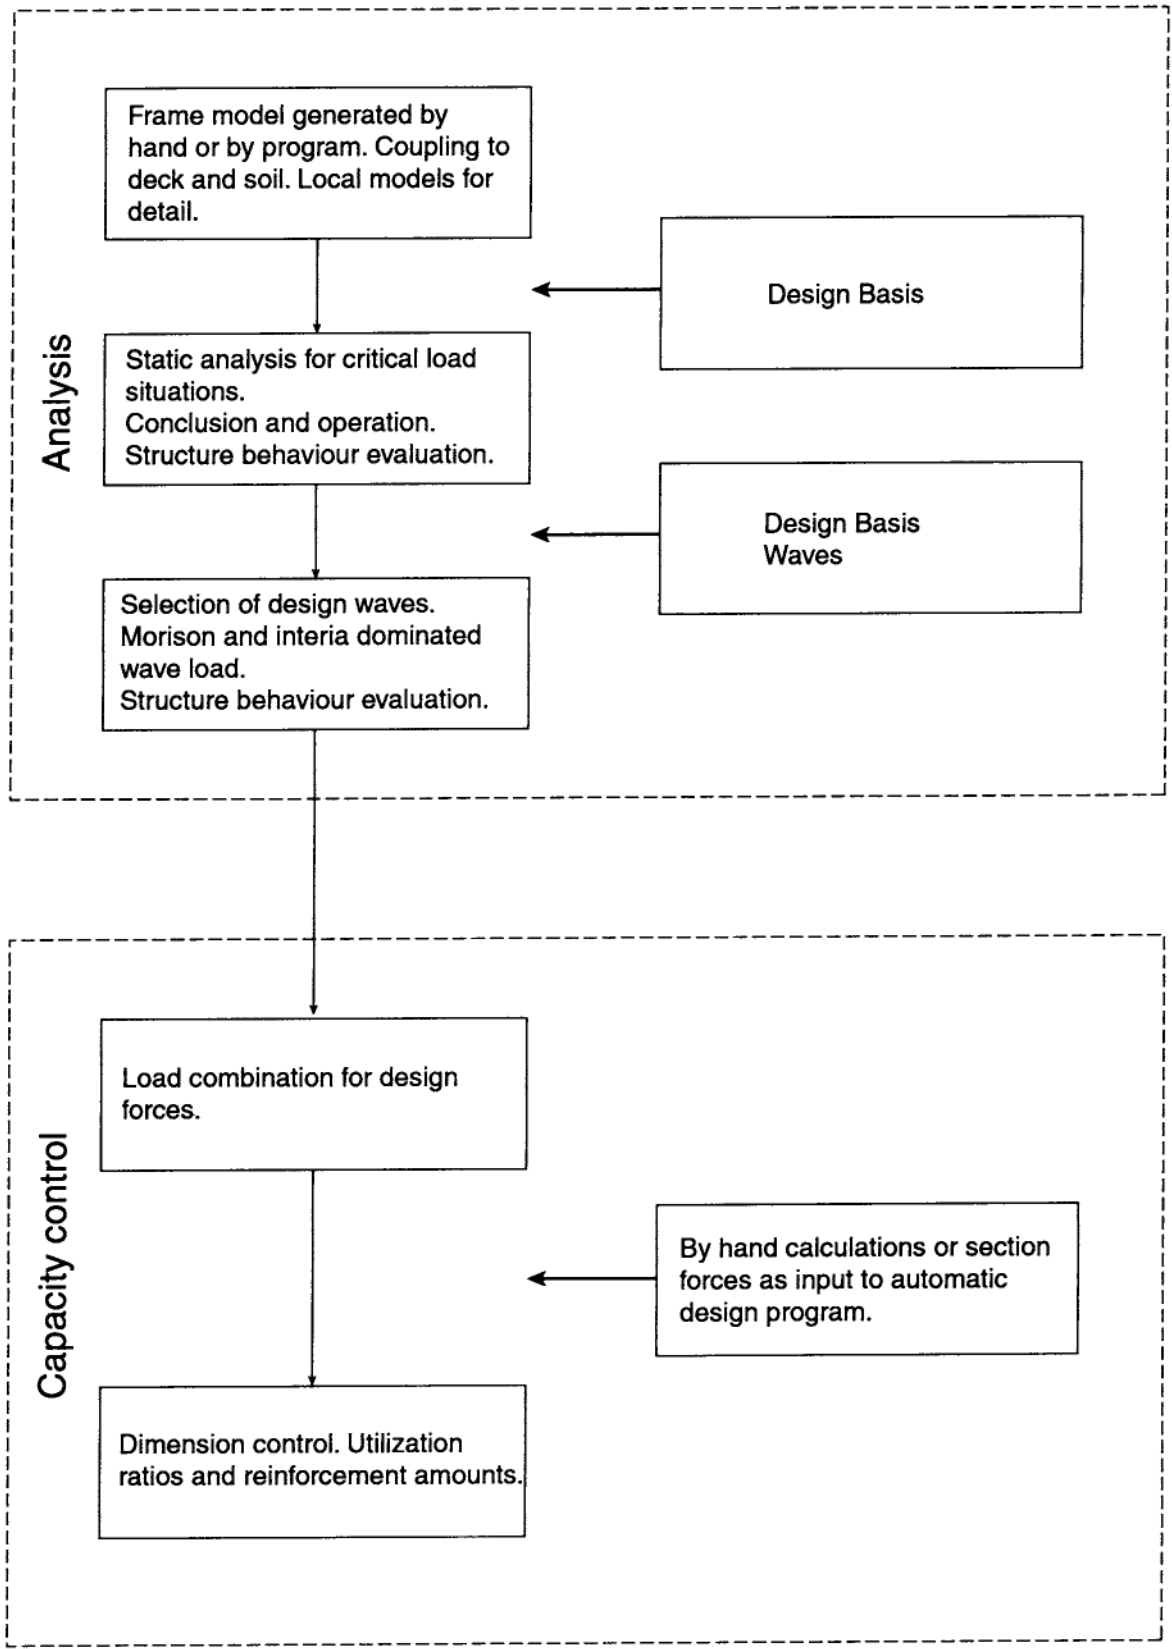 Frame model generated by
hand or by program. Coupling to
deck and soil. Local models for
detail.
Design Basis
Analysis
Static analysis for critical load
situations.
Conclusion and operation.
Structure behaviour evaluation.
Design Basis
Waves
Selection of design waves.
Morison and interia dominated
wave load.
Structure behaviour evaluation.
Capacity control
Load combination for design
forces.
By hand calculations or section
forces as input to automatic
design program.
Dimension control. Utilization
ratios and reinforcement amounts.